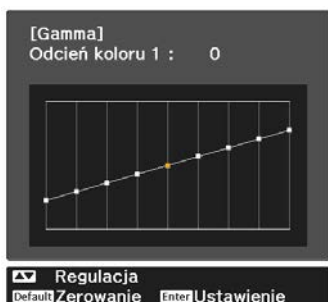 [Gamma]
Odcień koloru 1 : 0
Regulacja
Default Zerowanie Enter Ustawienie